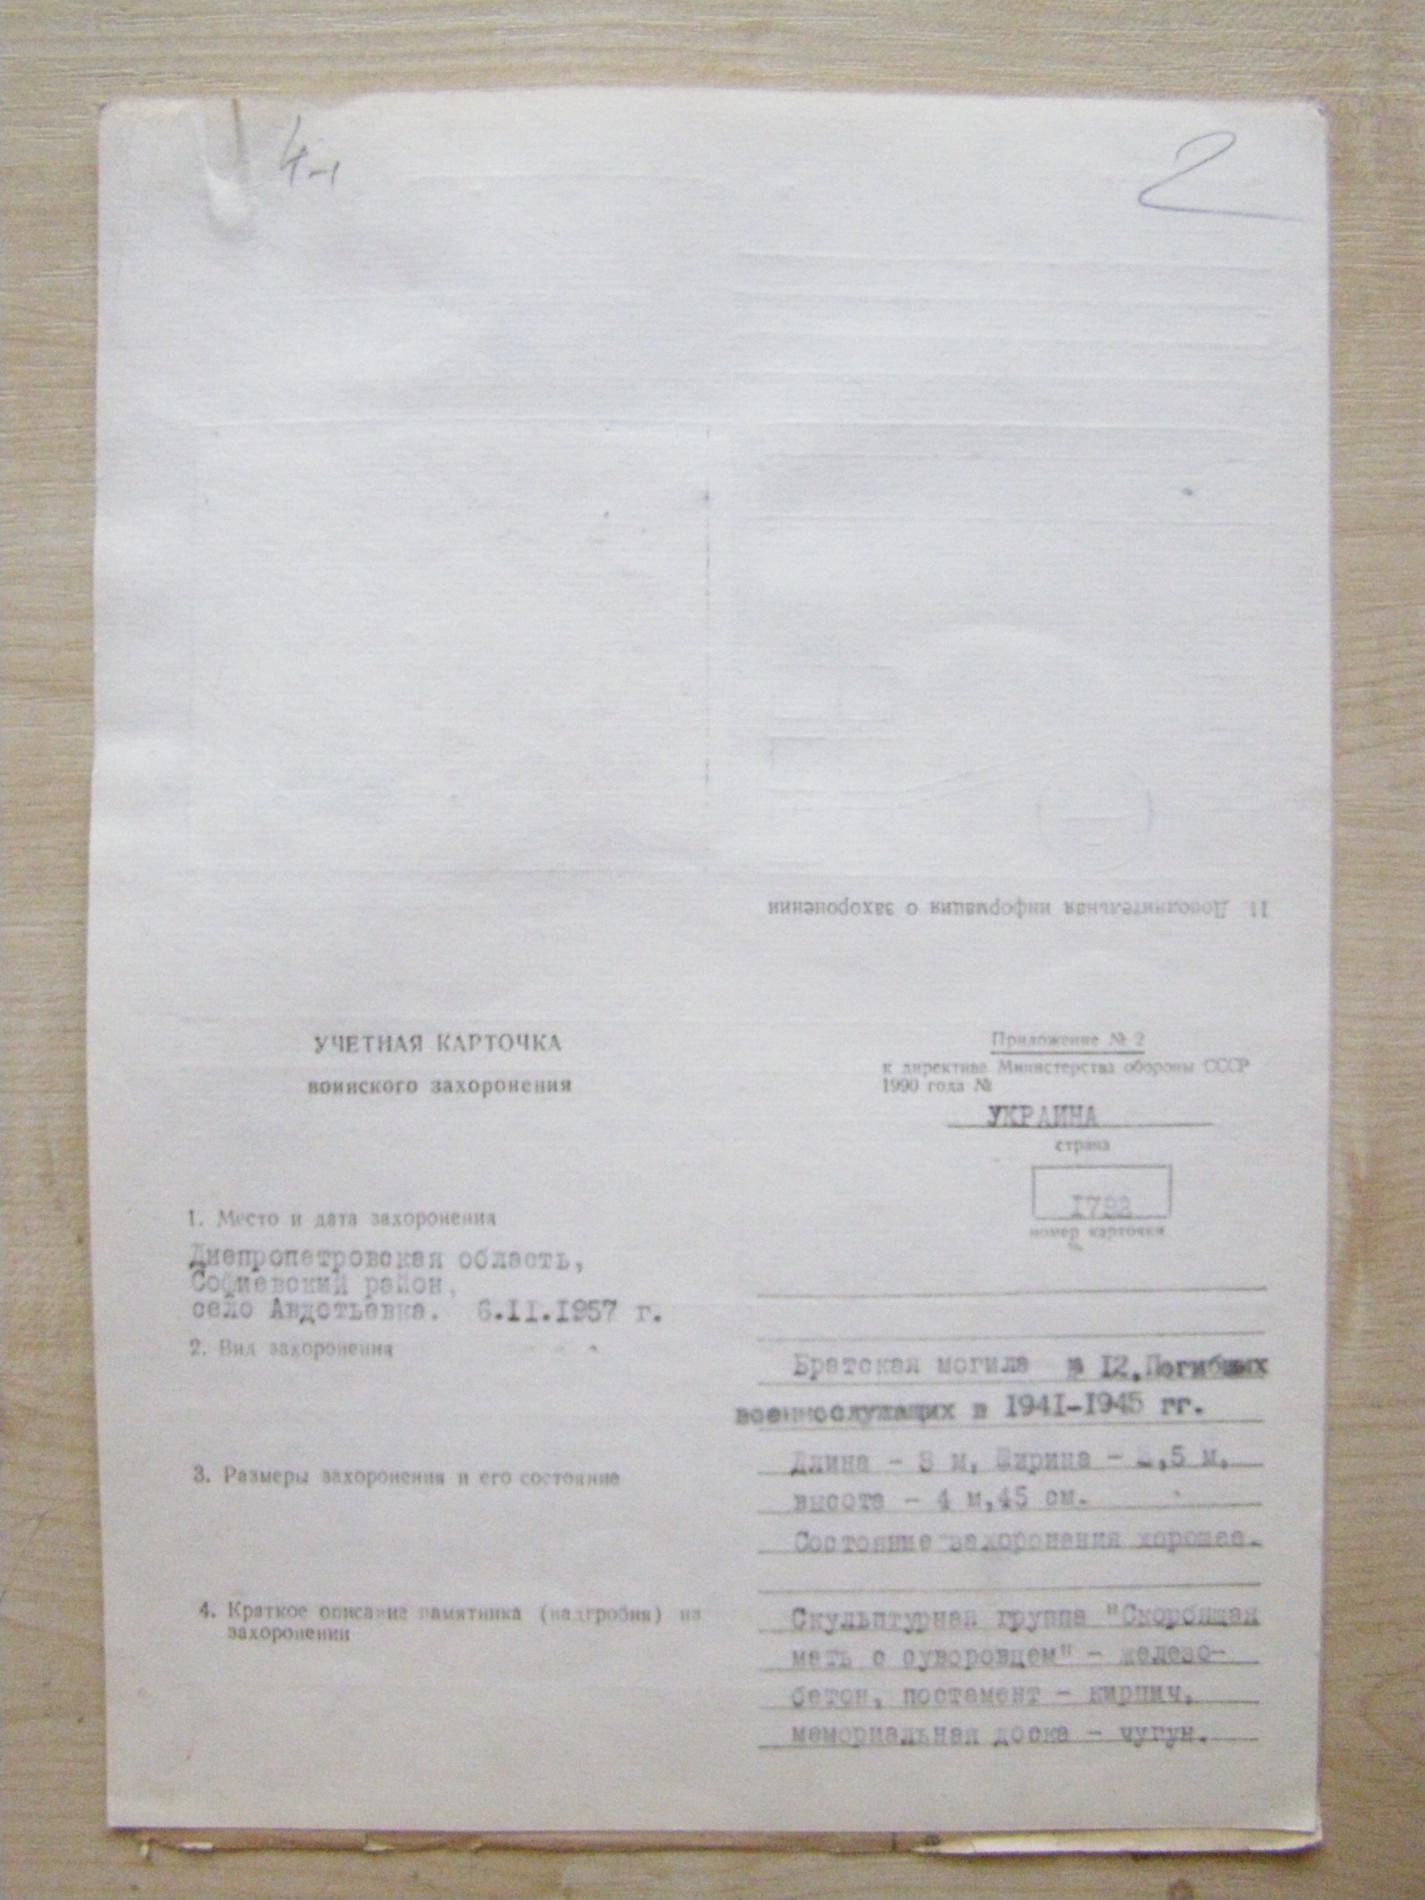 4-1
2
11. Дополнительная информация о захоронении
УЧЕТНАЯ КАРТОЧКА
воинского захоронения
Приложение № 2
к директиве Министерства обороны СССР
1990 года №
УКРАИНА
страна
1792
номер карточки
1. Место и дата захоронения
Днепропетровская область,
Софиевский район,
село Авдотьевка. 6.II.1957 г.
2. Вид захоронения
Братская могила 12. Погибших
военнослужащих в 1941-1945 гг.
3. Размеры захоронения и его состояние
Длина - 3 м, Ширина - ,5 м,
высота - 4 м,45 см.
Состояние захоронения хорошее.
4. Краткое описание памятника (надгробия) на
захоронении
Скульптурная группа "Скорбящая
мать с суворовцем" - железо-
бетон, постамент - кирпич,
мемориальная доска - чугун.